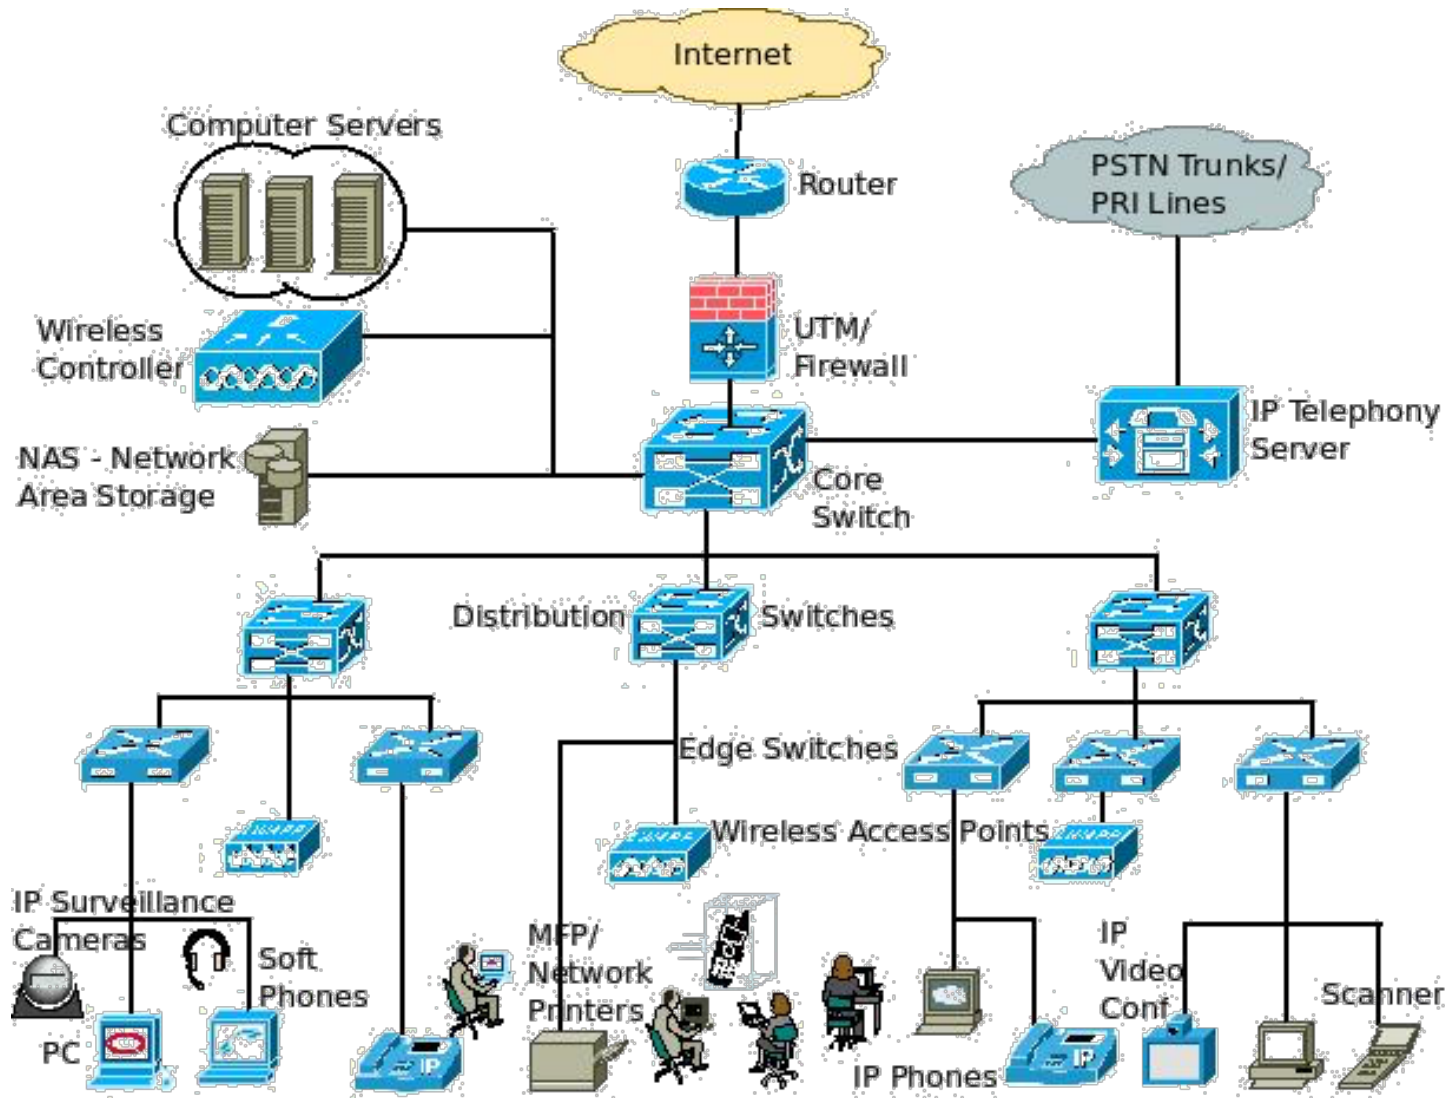 Internet
Computer Servers
PSTN Trunks/
PRI Lines
Router
Wireless
Controller
UTM/
Firewall
IP Telephony
Server
NAS - Network
Area Storage
Core
Switch
Distribution
Switches
Edge Switches
Wireless Access Points
IP Surveillance
Cameras
Soft
Phones
MFP/
Network
Printers
IP
Video
Conf
Scanner
PC
IP
IP Phones
IP